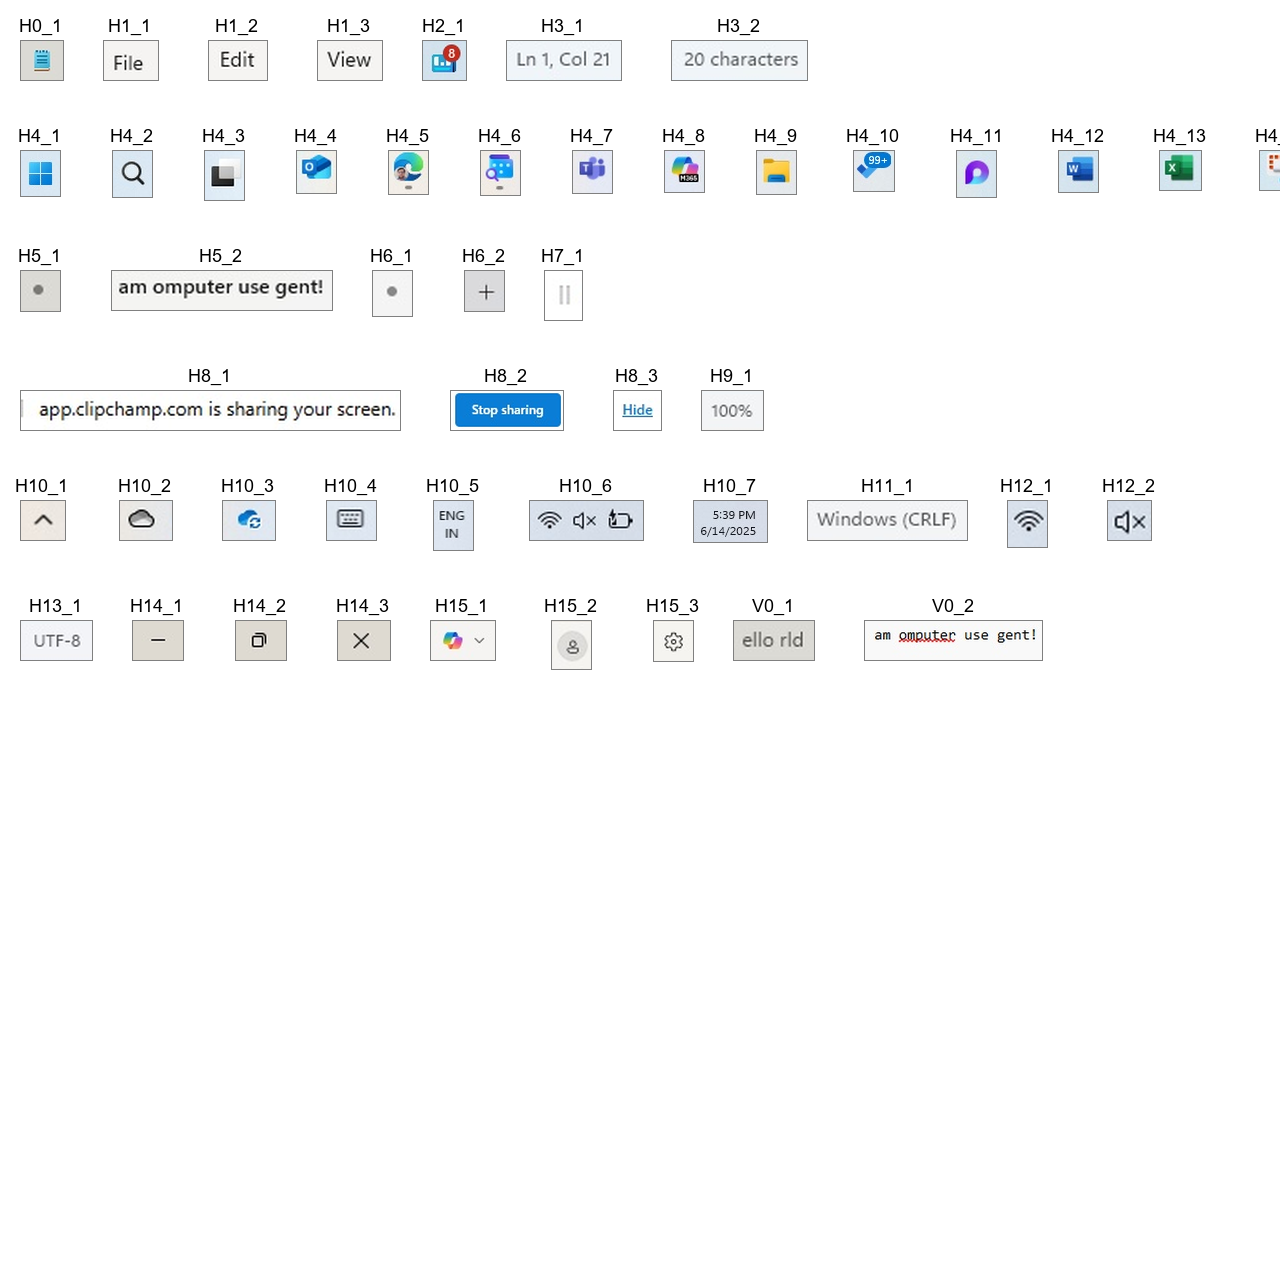 H0_1 H1_1 H1_2 H1_3 H2_1 H3_1 H3_2
File Edit View 8 Ln 1, Col 21 20 characters
H4_1 H4_2 H4_3 H4_4 H4_5 H4_6 H4_7 H4_8 H4_9 H4_10 H4_11 H4_12 H4_13 H4_
M365 99+
H5_1 H5_2 H6_1 H6_2 H7_1
am omputer use gent!
H8_1 H8_2 H8_3 H9_1
app.clipchamp.com is sharing your screen. Stop sharing Hide 100%
H10_1 H10_2 H10_3 H10_4 H10_5 H10_6 H10_7 H11_1 H12_1 H12_2
ENG
IN
5:39 PM
6/14/2025
Windows (CRLF)
H13_1 H14_1 H14_2 H14_3 H15_1 H15_2 H15_3 V0_1 V0_2
UTF-8 ello rld am omputer use gent!